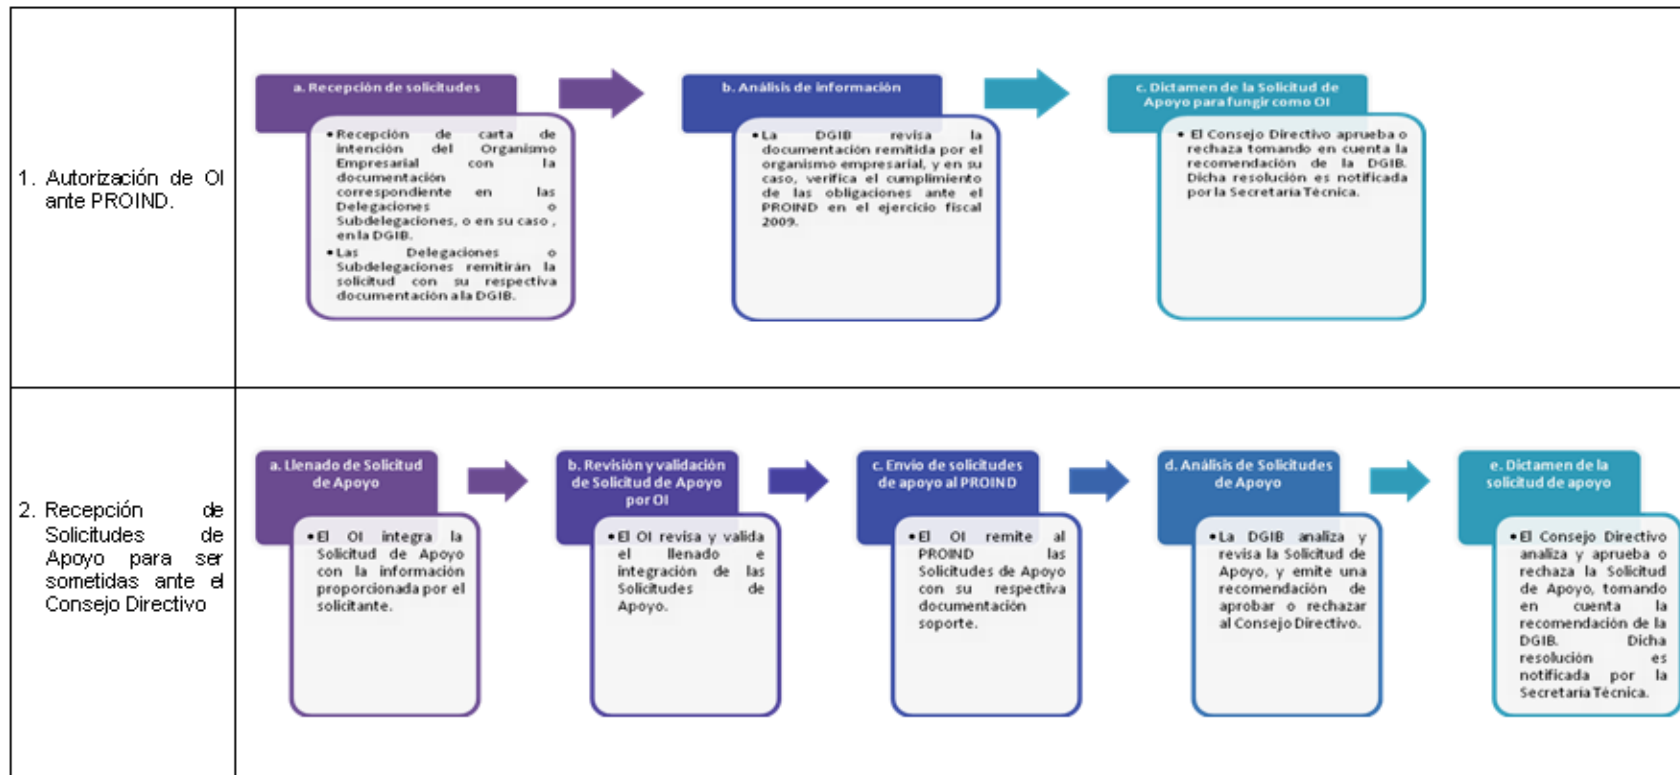 1. Autorización de OI
ante PROIND.
a. Recepción de solicitudes
• Recepción de carta de
intención del Organismo
Empresarial con la
documentación
correspondiente en las
Delegaciones o
Subdelegaciones, o en su caso ,
en la DGIB.
• Las Delegaciones o
Subdelegaciones remitirán la
solicitud con su respectiva
documentación a la DGIB.
b. Análisis de información
• La DGIB revisa la
documentación remitida por el
organismo empresarial, y en su
caso, verifica el cumplimiento
de las obligaciones ante el
PROIND en el ejercicio fiscal
2009.
c. Dictamen de la Solicitud de
Apoyo para fungir como OI
• El Consejo Directivo aprueba o
rechaza tomando en cuenta la
recomendación de la DGIB.
Dicha resolución es notificada
por la Secretaría Técnica.
2. Recepción de
Solicitudes de
Apoyo para ser
sometidas ante el
Consejo Directivo
a. Llenado de Solicitud
de Apoyo
• El OI integra la
Solicitud de Apoyo
con la información
proporcionada por el
solicitante.
b. Revisión y validación
de Solicitud de Apoyo
por OI
• El OI revisa y valida
el llenado e
integración de las
Solicitudes de
Apoyo.
c. Envío de solicitudes
de apoyo al PROIND
• El OI remite al
PROIND las
Solicitudes de Apoyo
con su respectiva
documentación
soporte.
d. Análisis de Solicitudes
de Apoyo
• La DGIB analiza y
revisa la Solicitud de
Apoyo, y emite una
recomendación de
aprobar o rechazar
al Consejo Directivo.
e. Dictamen de la
solicitud de apoyo
• El Consejo Directivo
analiza y aprueba o
rechaza la Solicitud
de Apoyo, tomando
en cuenta la
recomendación de la
DGIB. Dicha
resolución es
notificada por la
Secretaría Técnica.